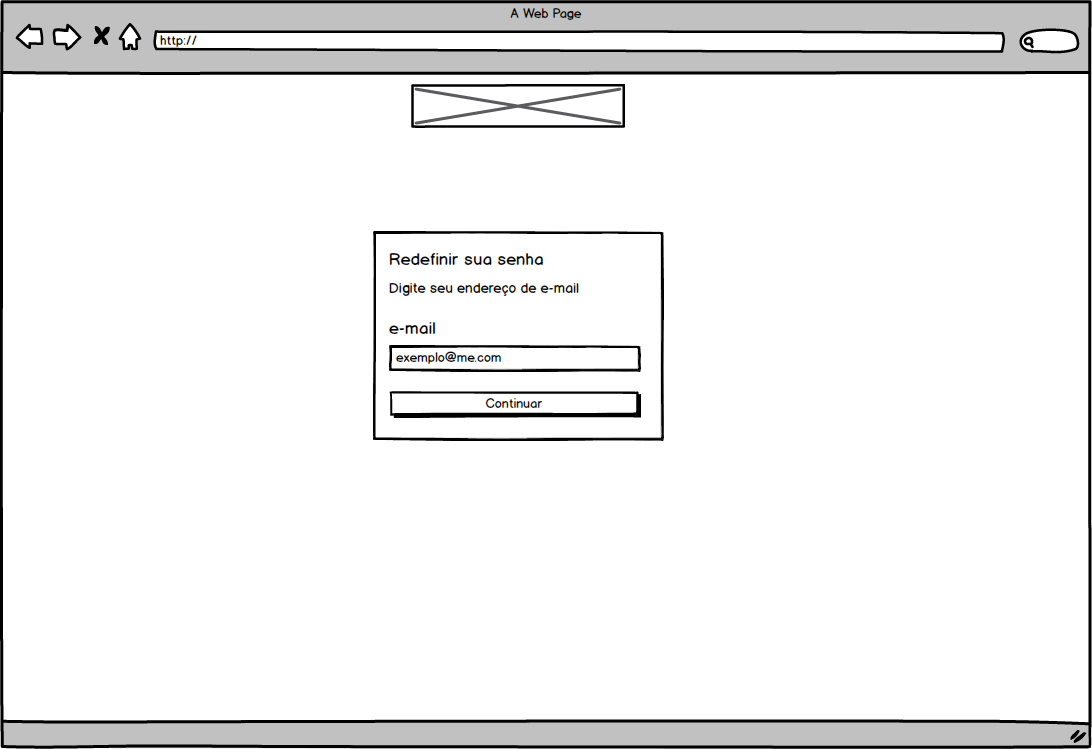 A Web Page
http://
Redefinir sua senha
Digite seu endereço de e-mail
e-mail
exemplo@me.com
Continuar